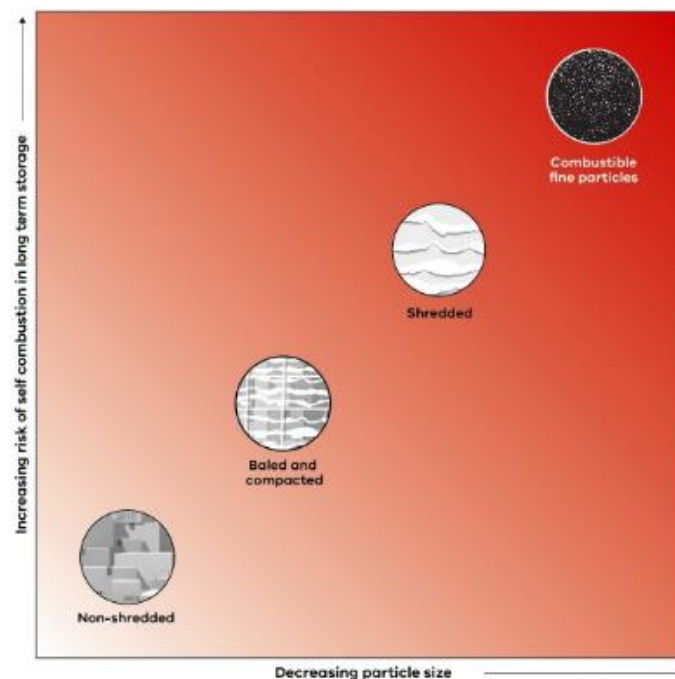 Increasing risk of self combustion in long term storage
Combustible
fine particles
Shredded
Baled and
compacted
Non-shredded
Decreasing particle size